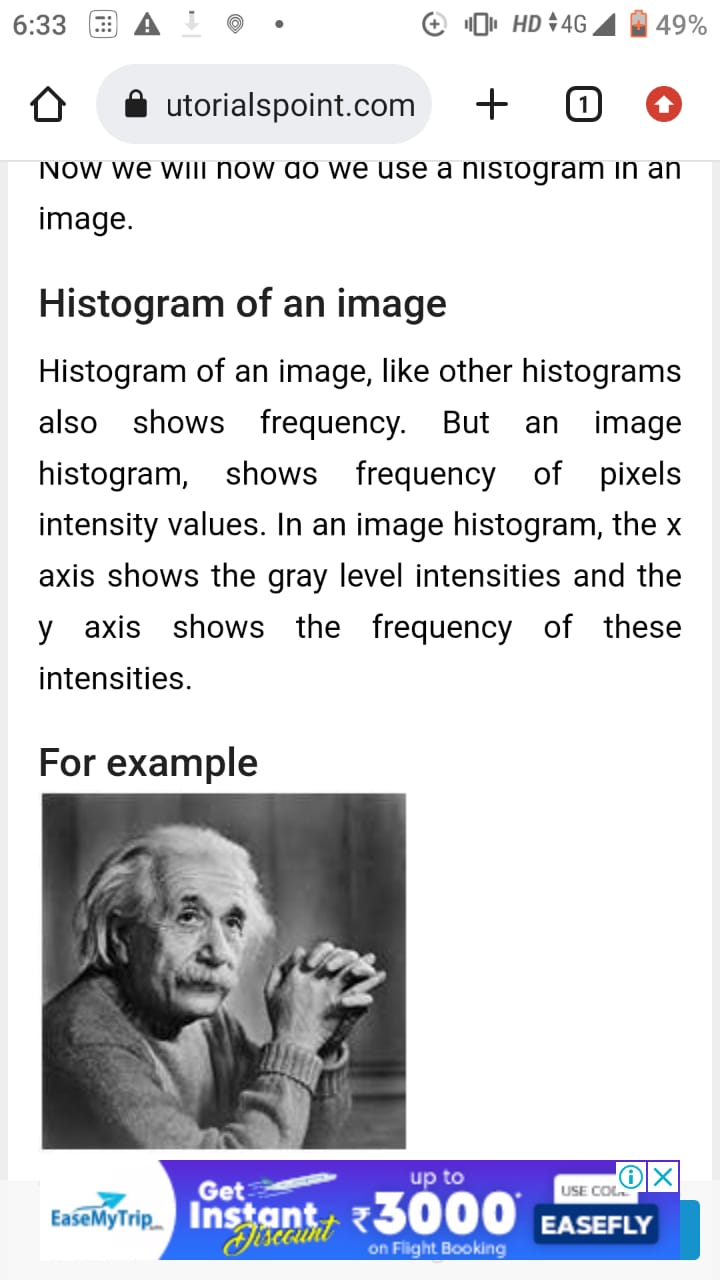 6:33
HD 4G 49%
utorialspoint.com
1
Now we will how do we use a histogram in an
image.
Histogram of an image
Histogram of an image, like other histograms
also shows frequency. But an image
histogram, shows frequency of pixels
intensity values. In an image histogram, the x
axis shows the gray level intensities and the
y axis shows the frequency of these
intensities.
For example
EaseMyTrip
Get
Instant
Discount
up to
₹3000*
on Flight Booking
USE
EASEFLY